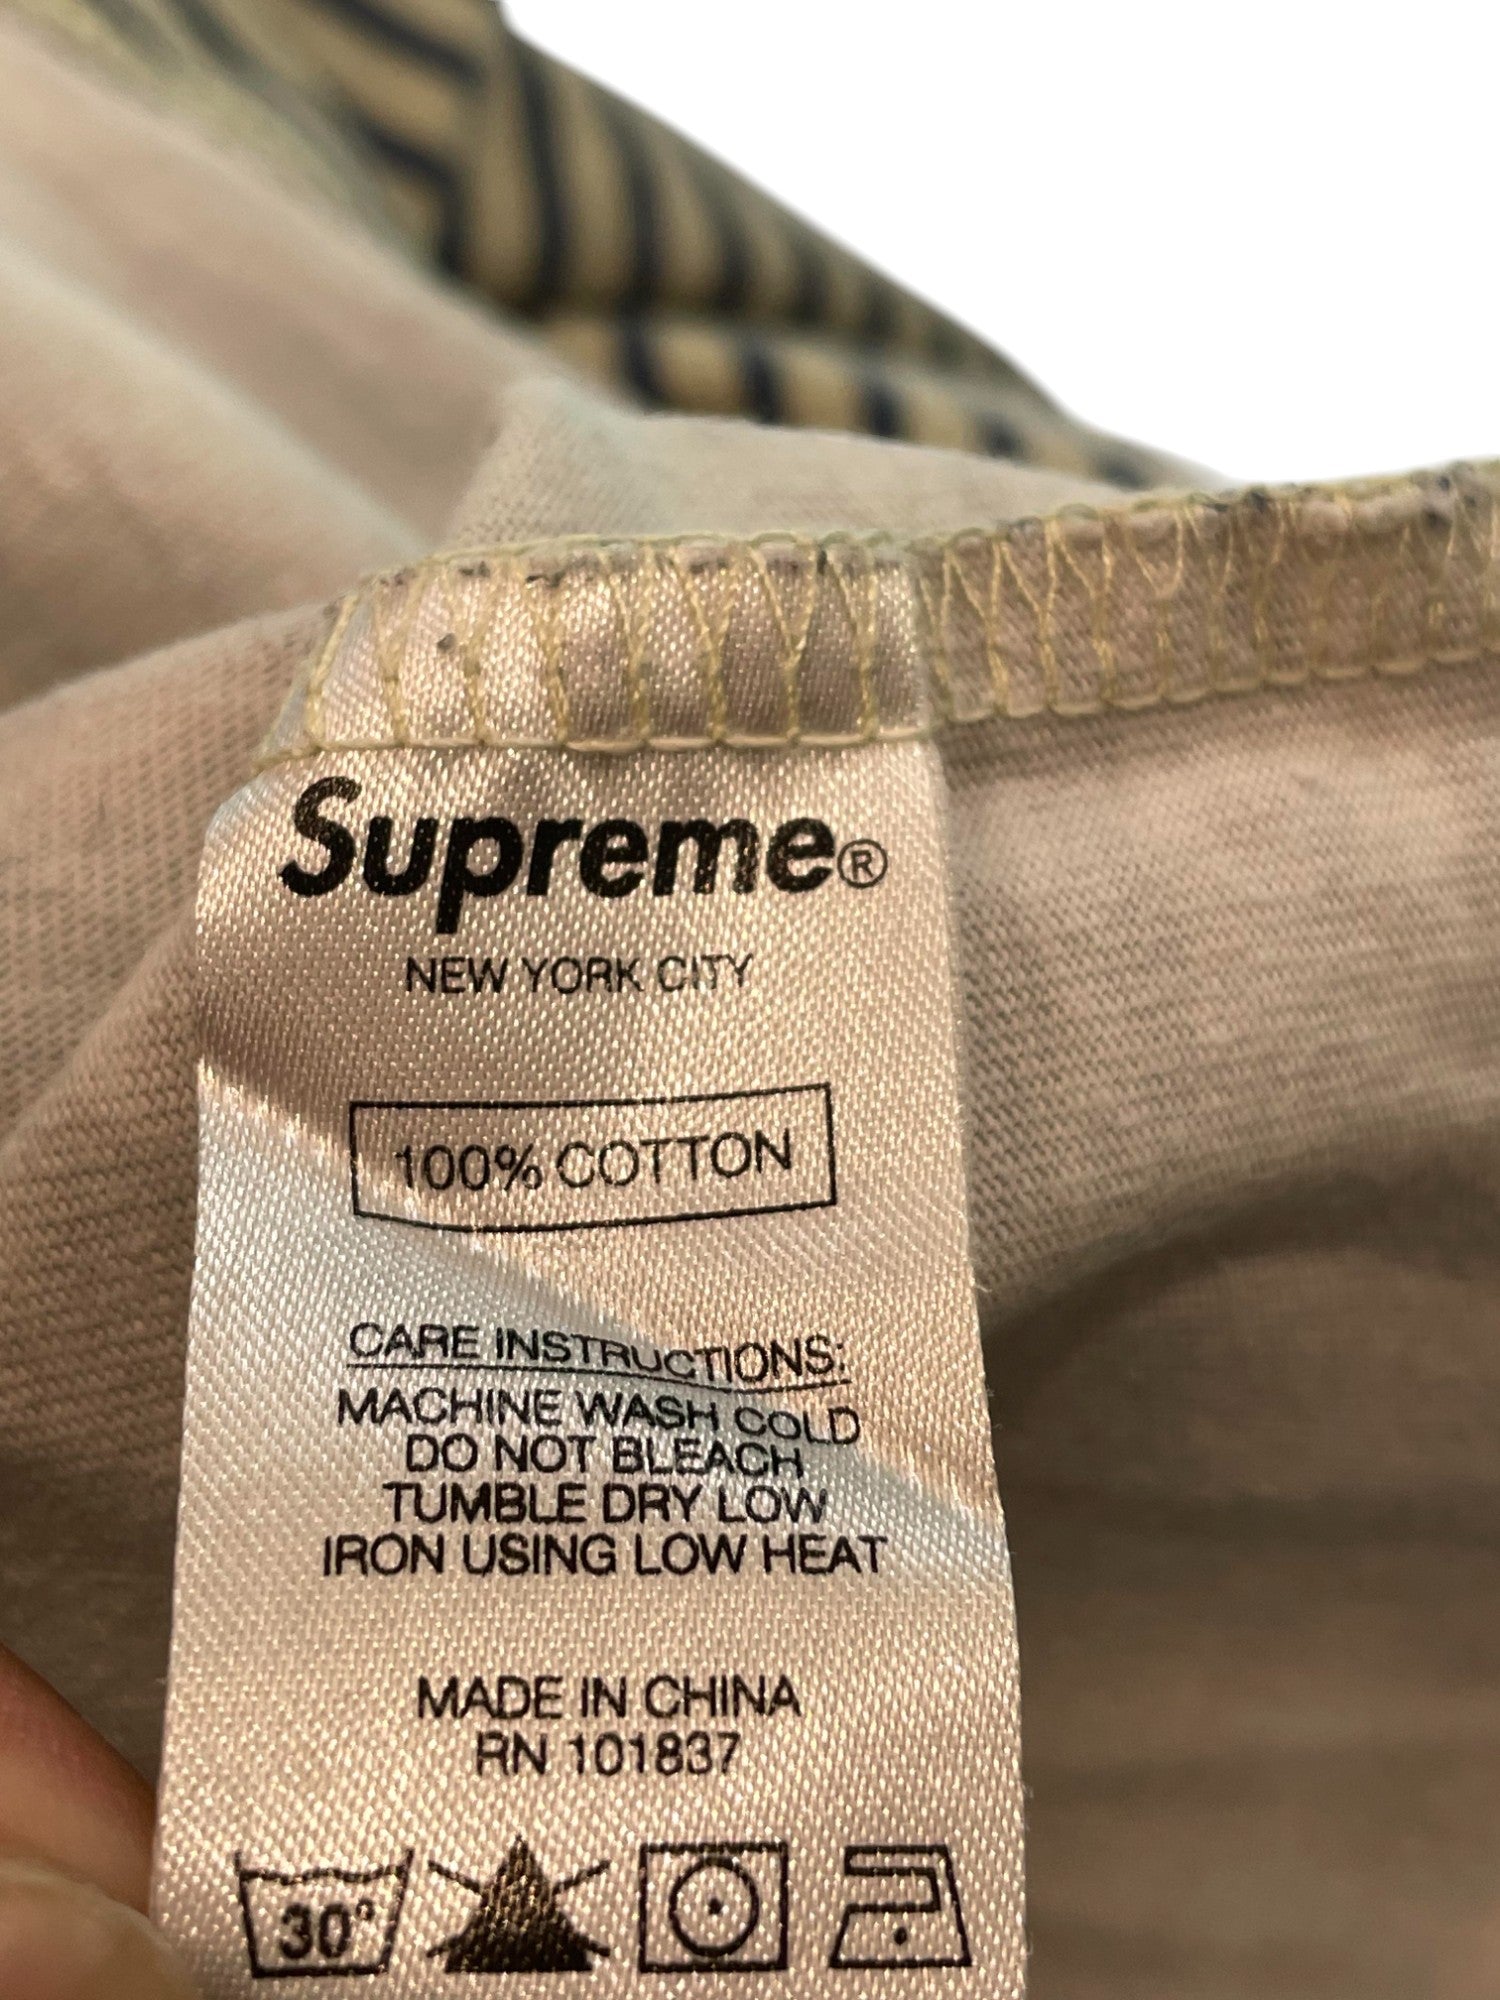 Supreme®
NEW YORK CITY
100% COTTON
CARE INSTRUCTIONS:
MACHINE WASH COLD
DO NOT BLEACH
TUMBLE DRY LOW
IRON USING LOW HEAT
MADE IN CHINA
RN 101837
30°